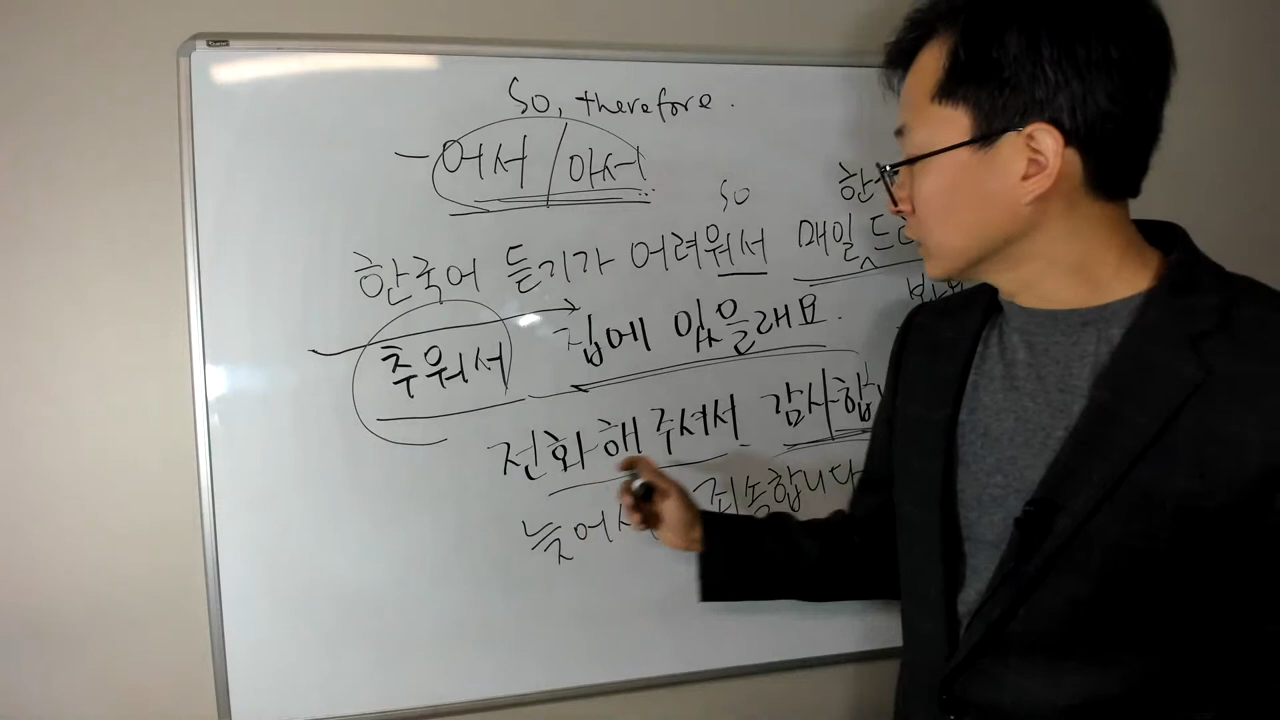 So, therefore.
-어서/아서
so
한국어 듣기가 어려워서 매일
추워서 집에 있을래요.
전화해주셔서 감사합
늦어서 죄송합니다